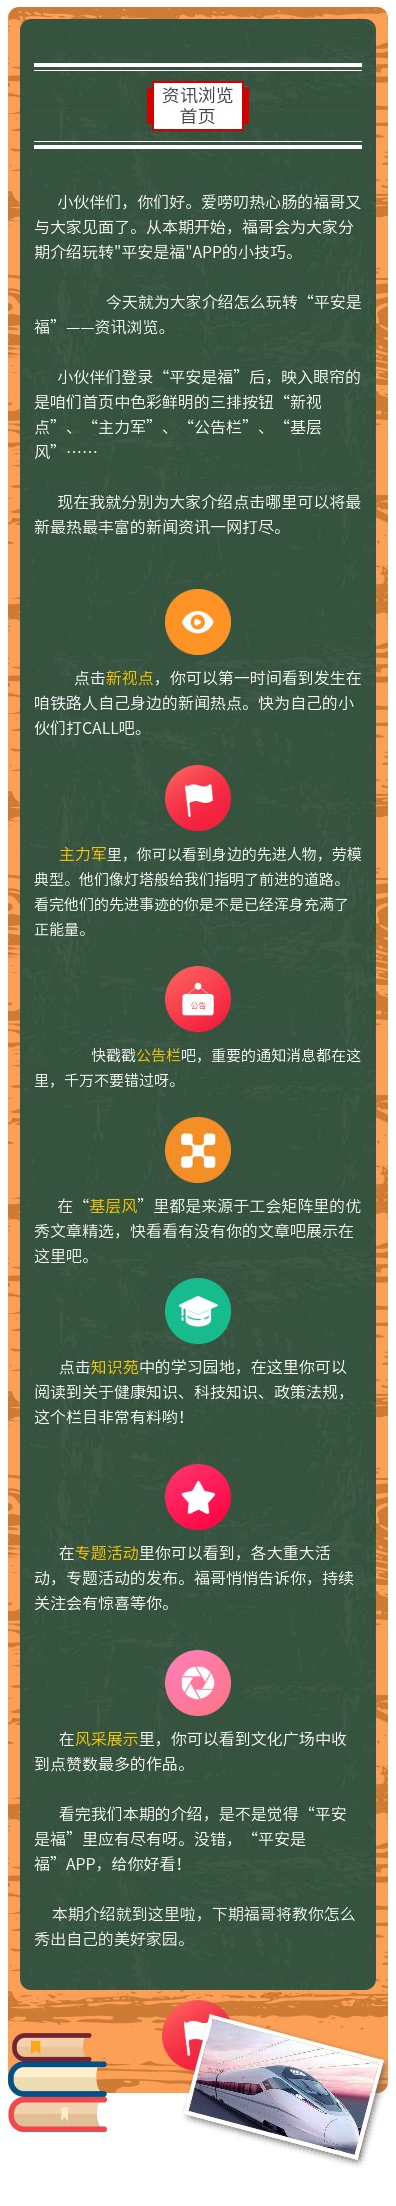 资讯浏览
首页
小伙伴们，你们好。爱唠叨热心肠的福哥又
与大家见面了。从本期开始，福哥会为大家分
期介绍玩转"平安是福"APP的小技巧。
今天就为大家介绍怎么玩转“平安是
福”——资讯浏览。
小伙伴们登录“平安是福”后，映入眼帘的
是咱们首页中色彩鲜明的三排按钮“新视
点”、“主力军”、“公告栏”、“基层
风”……
现在我就分别为大家介绍点击哪里可以将最
新最热最丰富的新闻资讯一网打尽。
点击新视点，你可以第一时间看到发生在
咱铁路人自己身边的新闻热点。快为自己的小
伙们打CALL吧。
主力军里，你可以看到身边的先进人物，劳模
典型。他们像灯塔般给我们指明了前进的道路。
看完他们的先进事迹的你是不是已经浑身充满了
正能量。
公告
快戳戳公告栏吧，重要的通知消息都在这
里，千万不要错过呀。
在“基层风”里都是来源于工会矩阵里的优
秀文章精选，快看看有没有你的文章吧展示在
这里吧。
点击知识苑中的学习园地，在这里你可以
阅读到关于健康知识、科技知识、政策法规，
这个栏目非常有料哟！
在专题活动里你可以看到，各大重大活
动，专题活动的发布。福哥悄悄告诉你，持续
关注会有惊喜等你。
在风采展示里，你可以看到文化广场中收
到点赞数最多的作品。
看完我们本期的介绍，是不是觉得“平安
是福”里应有尽有呀。没错，“平安是
福”APP，给你好看！
本期介绍就到这里啦，下期福哥将教你怎么
秀出自己的美好家园。